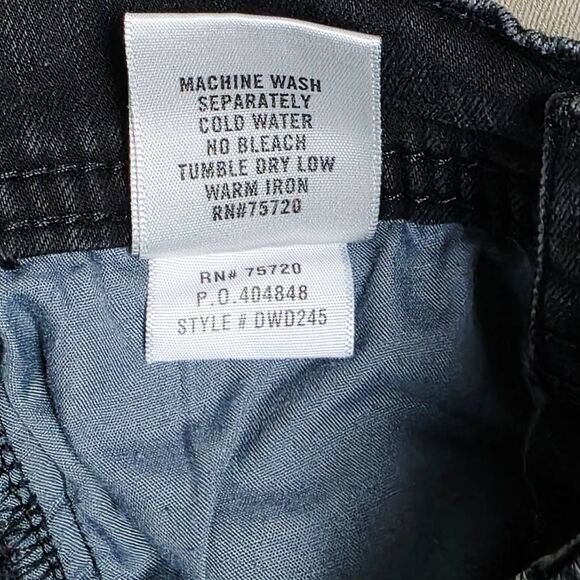 MACHINE WASH
SEPARATELY
COLD WATER
NO BLEACH
TUMBLE DRY LOW
WARM IRON
RN#75720
RN# 75720
P.O.404848
STYLE # DWD245